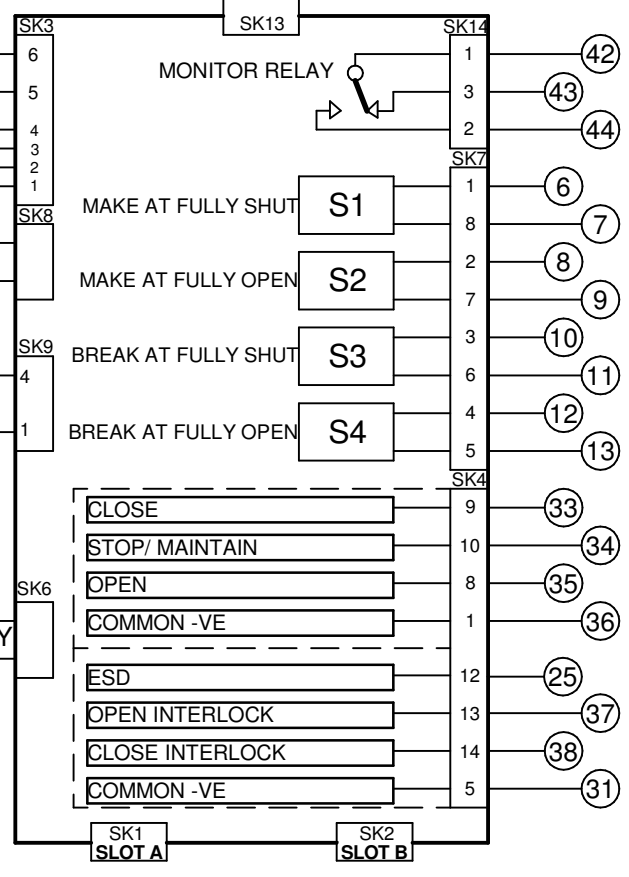 SK3
SK13
SK14
6
MONITOR RELAY
1
42
5
3
43
4
2
44
3
2
1
SK7
MAKE AT FULLY SHUT
S1
1
6
8
7
SK8
MAKE AT FULLY OPEN
S2
2
8
7
9
SK9
BREAK AT FULLY SHUT
S3
3
10
4
6
11
1
BREAK AT FULLY OPEN
S4
4
12
5
13
SK4
CLOSE
9
33
STOP/ MAINTAIN
10
34
SK6
OPEN
8
35
COMMON -VE
1
36
Y
ESD
12
25
OPEN INTERLOCK
13
37
CLOSE INTERLOCK
14
38
COMMON -VE
5
31
SK1
SLOT A
SK2
SLOT B